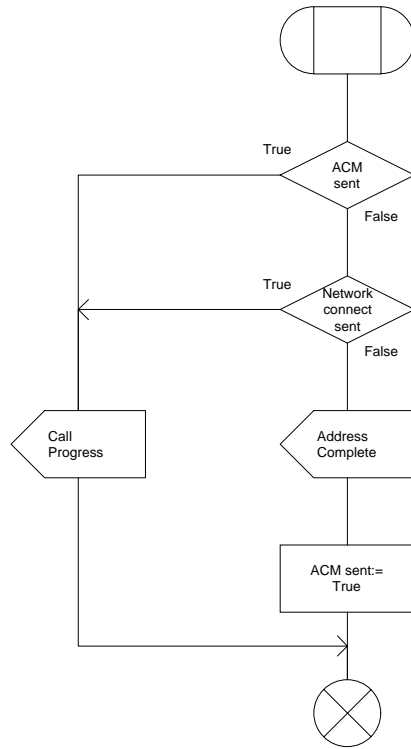 True
ACM
sent
False
True
Network
connect
sent
False
Call
Progress
Address
Complete
ACM sent:=
True